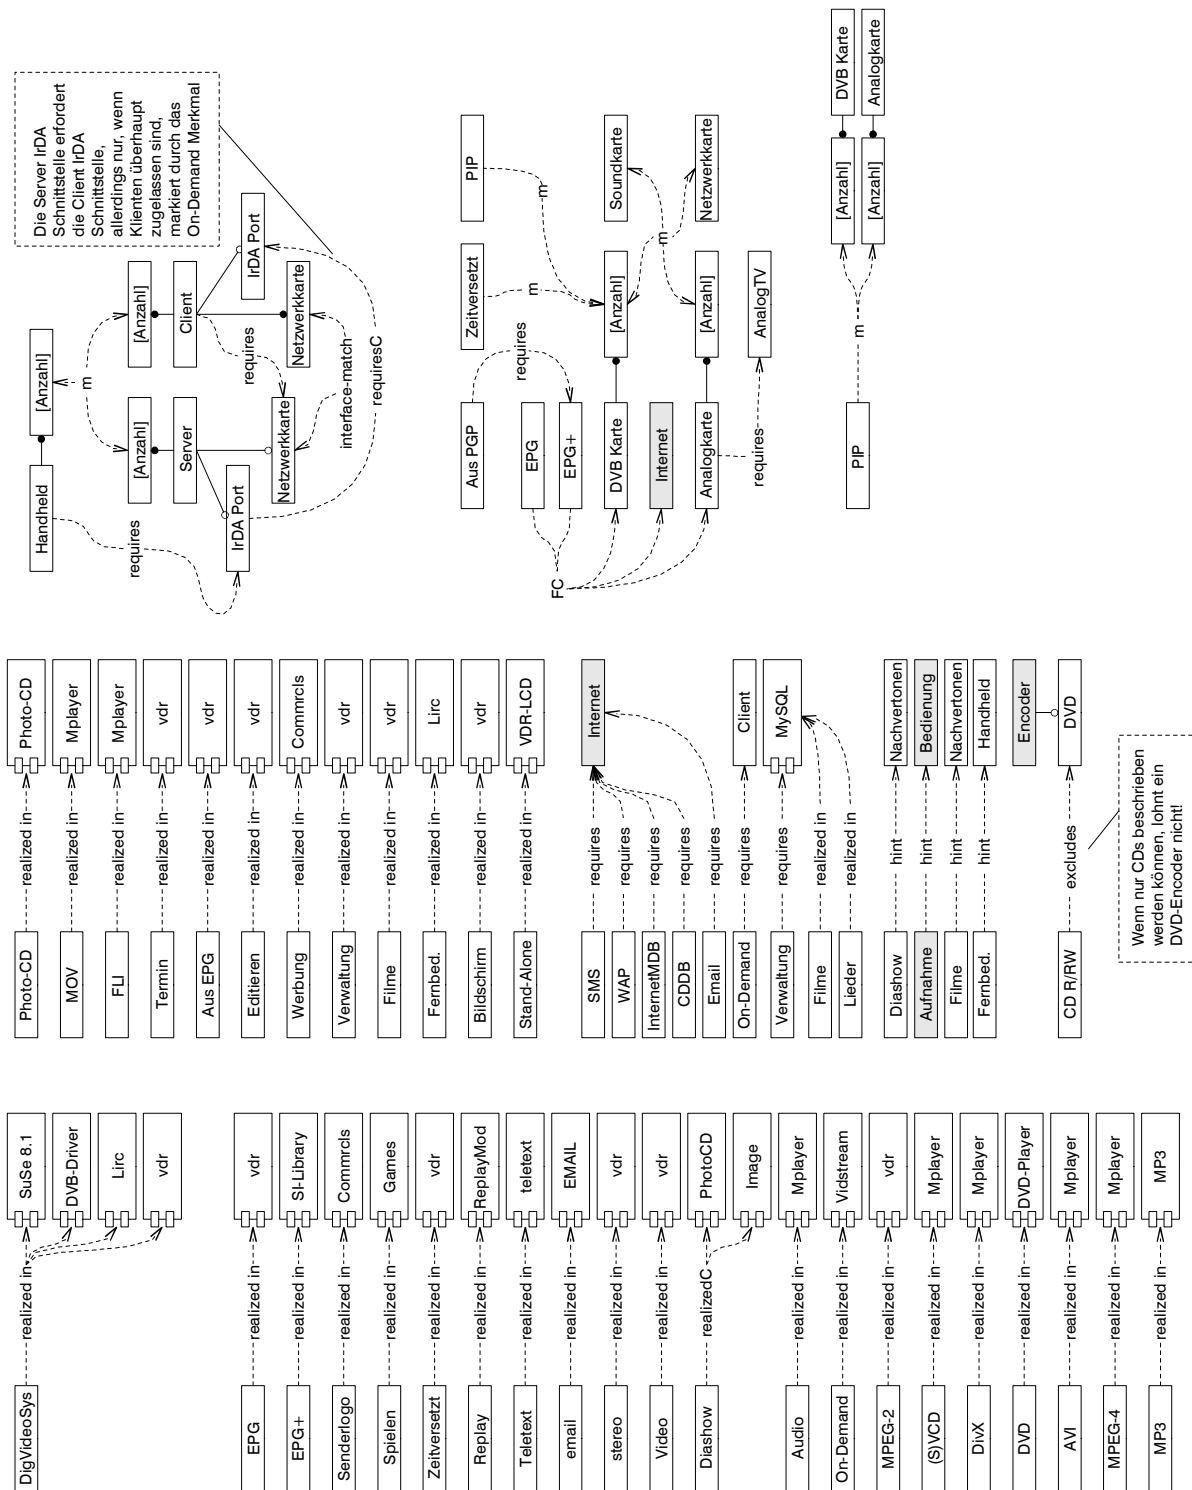 DigVideoSys
realized in
SuSe 8.1
DVB-Driver
Lirc
vdr
EPG
realized in
vdr
EPG+
realized in
SI-Library
Senderlogo
realized in
Commrcls
Spielen
realized in
Games
Zeitversetzt
realized in
vdr
Replay
realized in
ReplayMod
Teletext
realized in
teletext
email
realized in
EMAIL
stereo
realized in
vdr
Video
realized in
vdr
Diashow
realizedC
PhotoCD
Image
Audio
realized in
Mplayer
On-Demand
realized in
Vidstream
MPEG-2
realized in
vdr
(S)VCD
realized in
Mplayer
DivX
realized in
Mplayer
DVD
realized in
DVD-Player
AVI
realized in
Mplayer
MPEG-4
realized in
Mplayer
MP3
realized in
MP3
Photo-CD
realized in
Photo-CD
MOV
realized in
Mplayer
FLI
realized in
Mplayer
Termin
realized in
vdr
Aus EPG
realized in
vdr
Editieren
realized in
vdr
Werbung
realized in
Commrcls
Verwaltung
realized in
vdr
Filme
realized in
vdr
Fernbed.
realized in
Lirc
Bildschirm
realized in
vdr
Stand-Alone
realized in
VDR-LCD
SMS
requires
Internet
WAP
requires
InternetMDB
requires
CDDB
requires
Email
requires
On-Demand
requires
Client
Verwaltung
requires
MySQL
Filme
realized in
Lieder
realized in
Diashow
hint
Nachvertonen
Aufnahme
hint
Bedienung
Filme
hint
Nachvertonen
Fernbed.
hint
Handheld
Encoder
CD R/RW
excludes
DVD
Wenn nur CDs beschrieben
werden können, lohnt ein
DVD-Encoder nicht!
Handheld
[Anzahl]
requires
m
[Anzahl]
[Anzahl]
Server
Client
IrDA Port
IrDA Port
requires
Netzwerkkarte
Netzwerkkarte
interface-match
requiresC
Die Server IrDA
Schnittstelle erfordert
die Client IrDA
Schnittstelle,
allerdings nur, wenn
Klienten überhaupt
zugelassen sind,
markiert durch das
On-Demand Merkmal
Aus PGP
Zeitversetzt
PIP
requires
m
m
EPG
EPG+
FC
DVB Karte
[Anzahl]
Soundkarte
Internet
m
Analogkarte
[Anzahl]
Netzwerkkarte
requires
AnalogTV
PIP
m
[Anzahl]
DVB Karte
[Anzahl]
Analogkarte